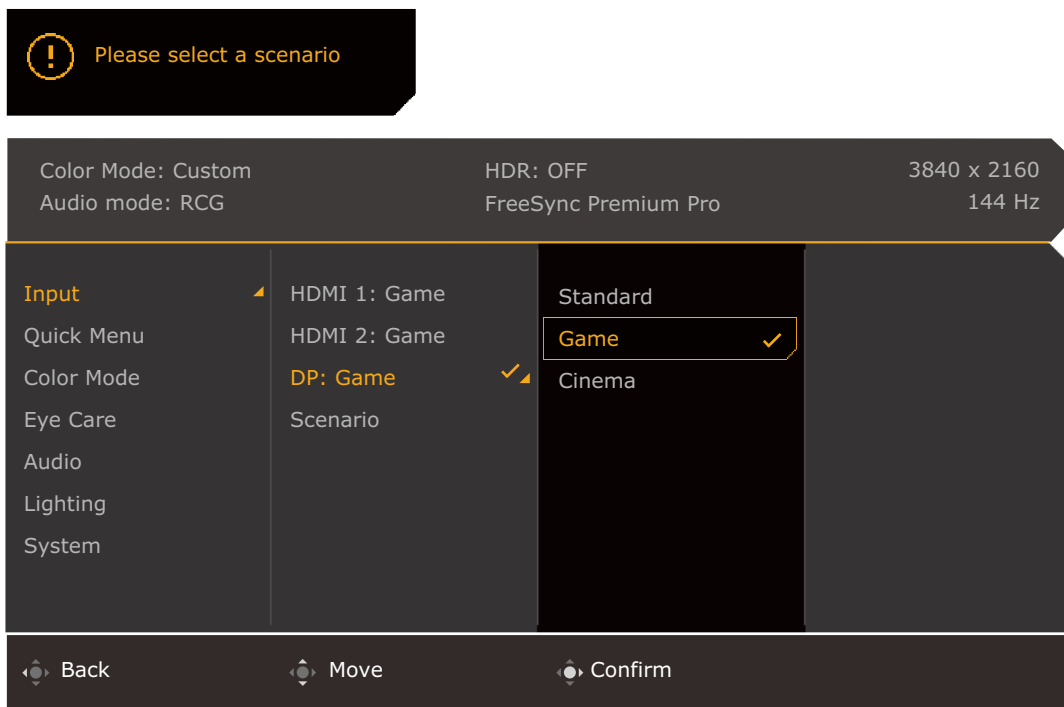 Please select a scenario
Color Mode: Custom
Audio mode: RCG
HDR: OFF
FreeSync Premium Pro
3840 x 2160
144 Hz
Input
Quick Menu
Color Mode
Eye Care
Audio
Lighting
System
HDMI 1: Game
HDMI 2: Game
DP: Game
Scenario
Standard
Game
Cinema
Back
Move
Confirm